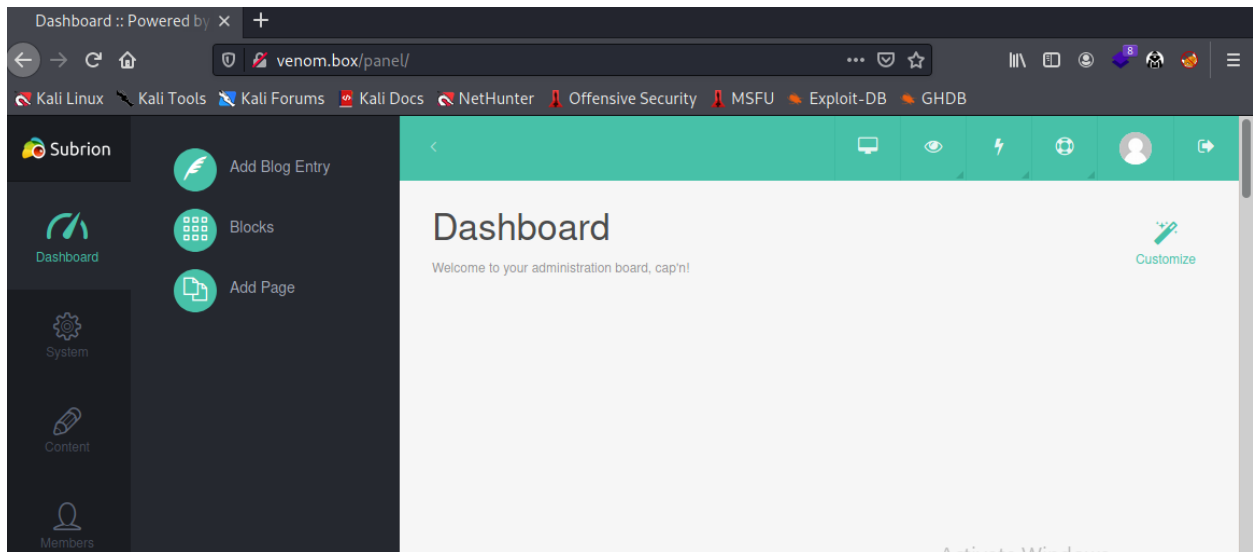 Dashboard :: Powered by
venom.box/panel/
8
Kali Linux Kali Tools Kali Forums Kali Docs NetHunter Offensive Security MSFU Exploit-DB GHDB
Subrion
Dashboard
System
Content
Members
Add Blog Entry
Blocks
Add Page
Dashboard
Welcome to your administration board, cap'n!
Customize